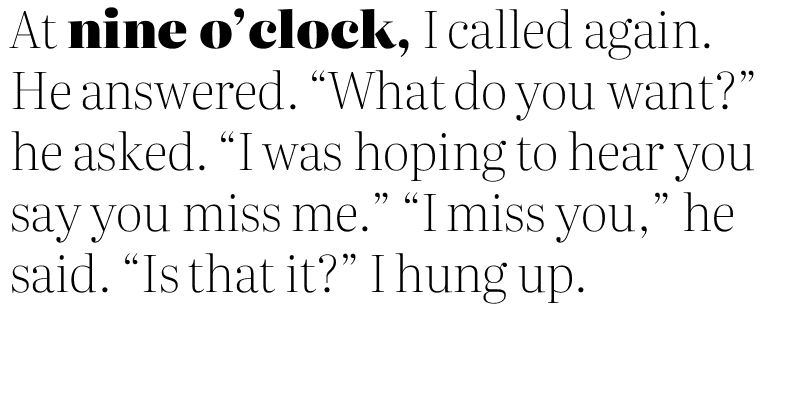 At nine o’clock, I called again.
He answered. “What do you want?”
he asked. “I was hoping to hear you
say you miss me.” “I miss you,” he
said. “Is that it?” I hung up.